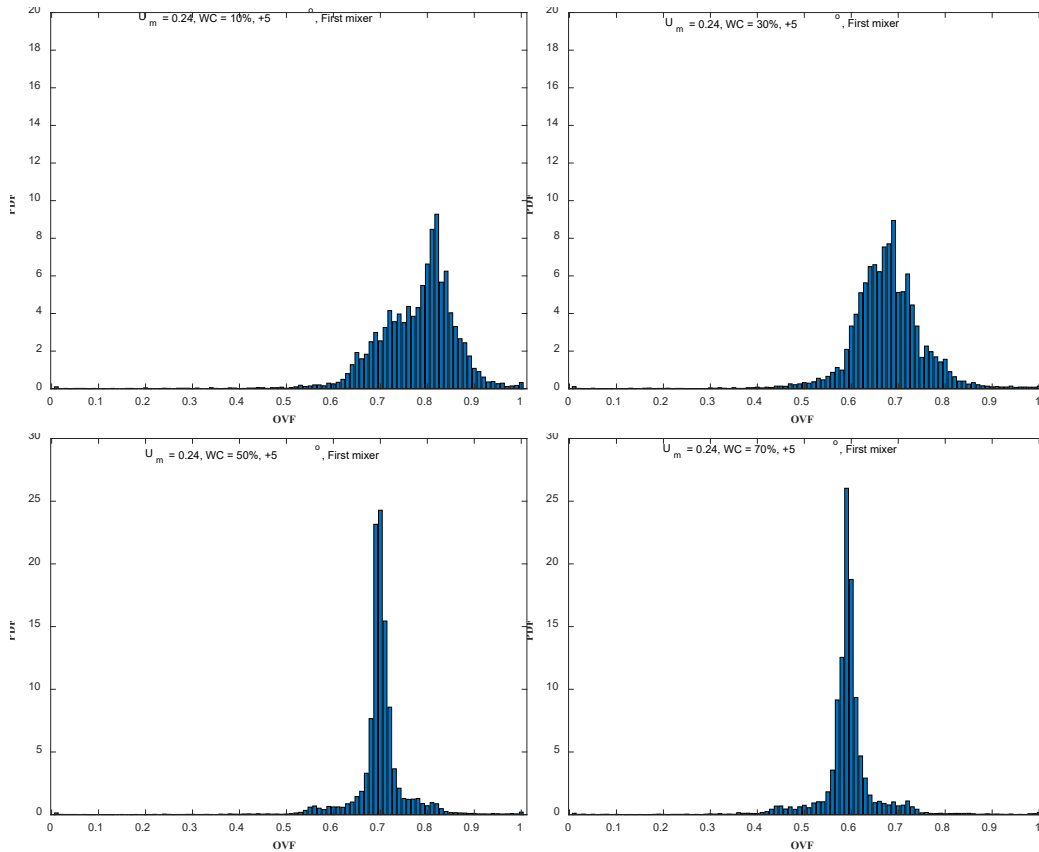 U m = 0.24, WC = 10%, +5 o, First mixer
20
18
16
14
12
10
8
6
4
2
0
PDF
0 0.1 0.2 0.3 0.4 0.5 0.6 0.7 0.8 0.9 1
OVF
U m = 0.24, WC = 30%, +5 o, First mixer
20
18
16
14
12
10
8
6
4
2
0
PDF
0 0.1 0.2 0.3 0.4 0.5 0.6 0.7 0.8 0.9 1
OVF
U m = 0.24, WC = 50%, +5 o, First mixer
30
25
20
15
10
5
0
PDF
0 0.1 0.2 0.3 0.4 0.5 0.6 0.7 0.8 0.9 1
OVF
U m = 0.24, WC = 70%, +5 o, First mixer
30
25
20
15
10
5
0
PDF
0 0.1 0.2 0.3 0.4 0.5 0.6 0.7 0.8 0.9 1
OVF